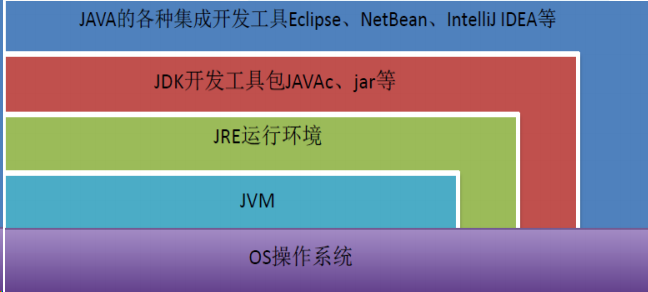 JAVA的各种集成开发工具Eclipse、NetBean、IntelliJ IDEA等
JDK开发工具包JAVAc、jar等
JRE运行环境
JVM
OS操作系统